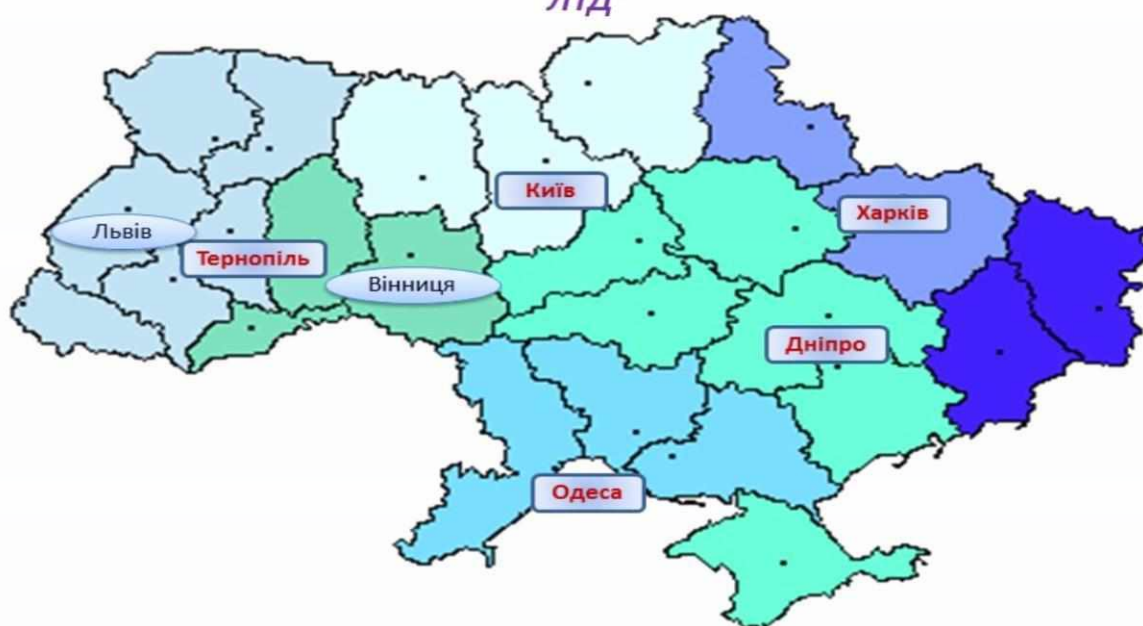 Київ
Харків
Львів
Тернопіль
Вінниця
Дніпро
Одеса